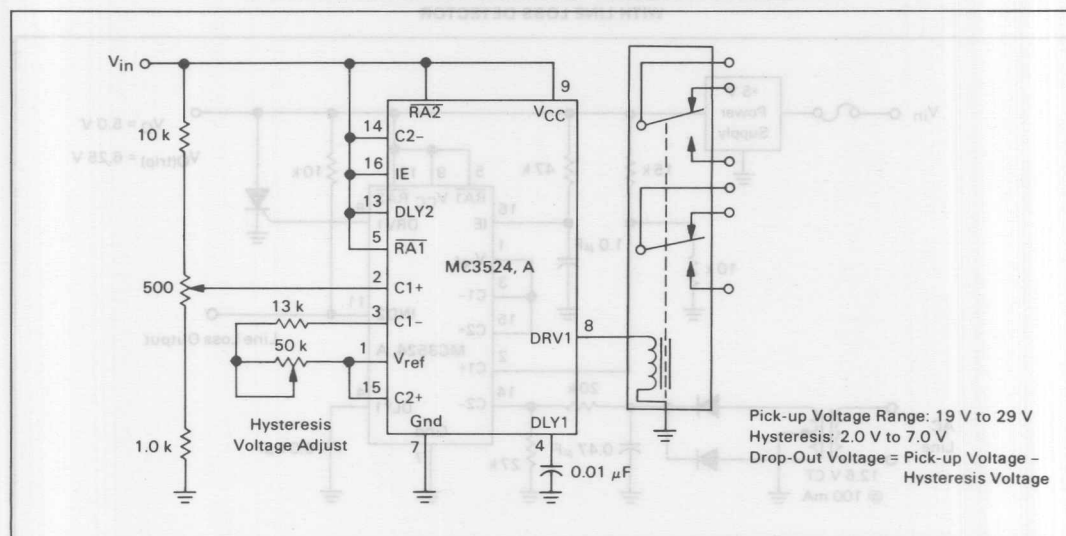 Vin
10 k
500
1.0 k
RA2
9
VCC
14 C2−
16 IE
13 DLY2
5 RA1
MC3524, A
2 C1+
13 k
3 C1−
50 k
1 Vref
15 C2+
Hysteresis
Voltage Adjust
Gnd
7
DLY1
4
0.01 μF
8
DRV1
Pick-up Voltage Range: 19 V to 29 V
Hysteresis: 2.0 V to 7.0 V
Drop-Out Voltage = Pick-up Voltage −
Hysteresis Voltage